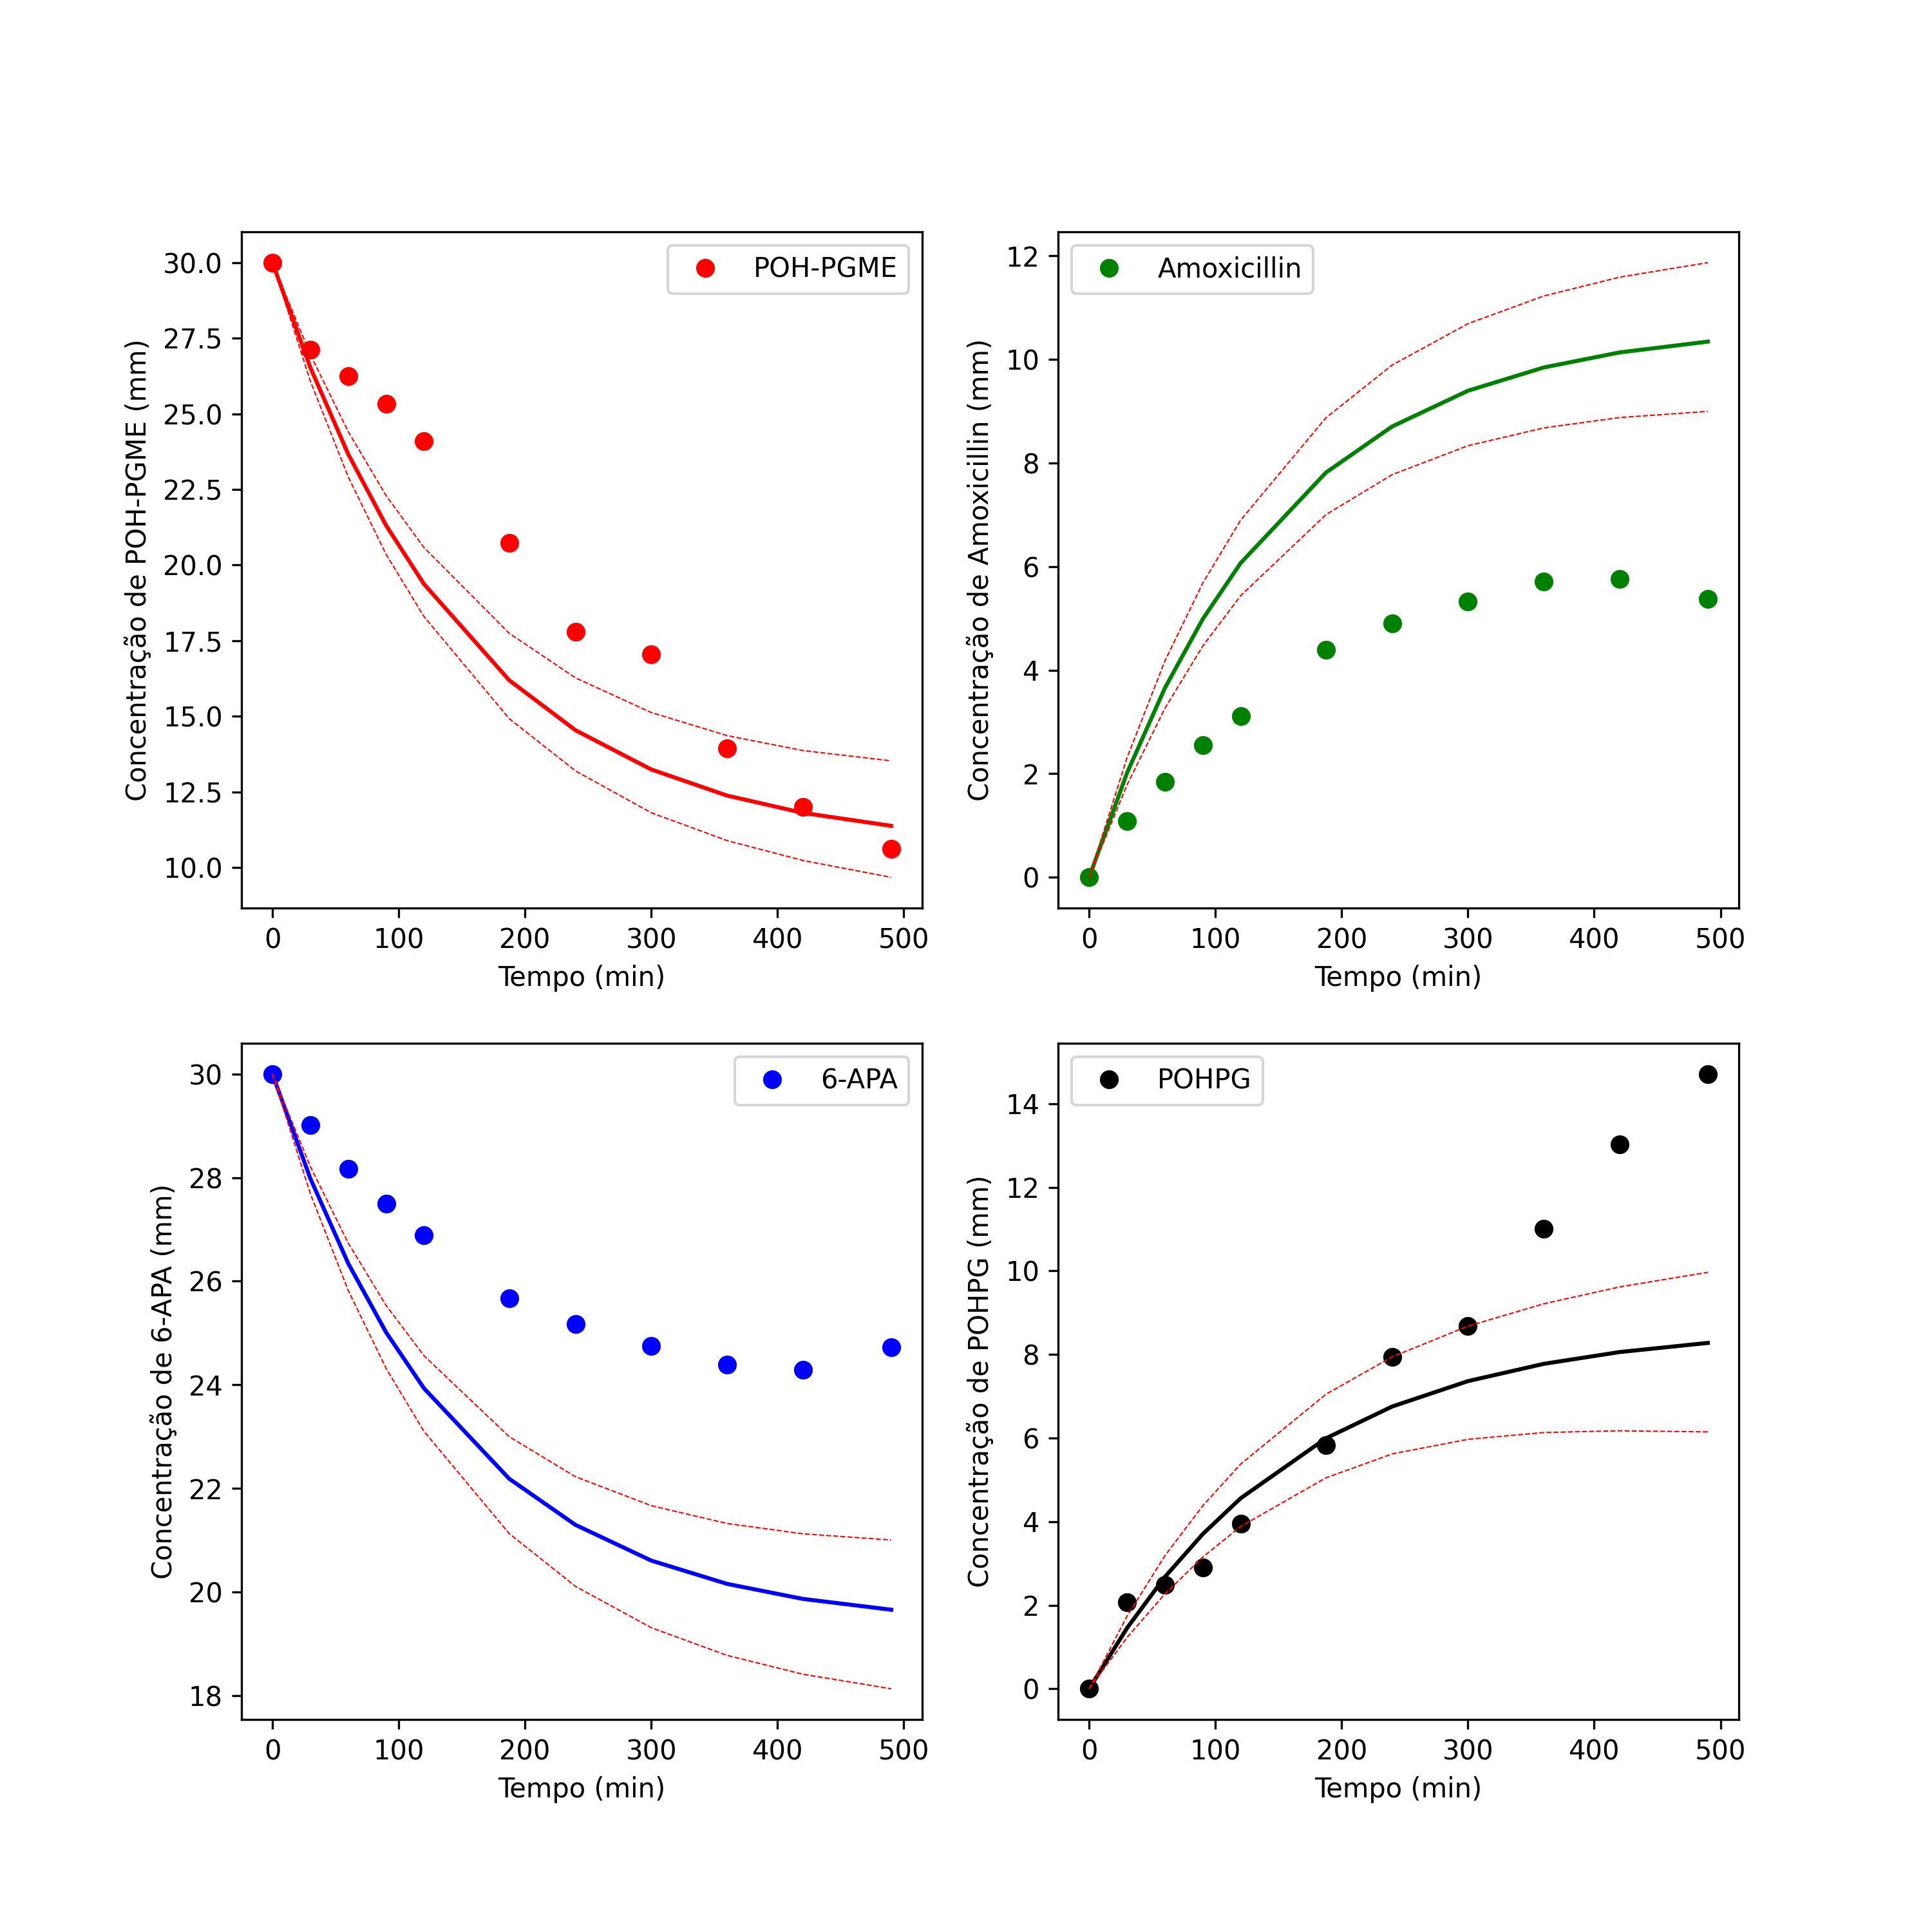 POH-PGME
Concentração de POH-PGME (mm)
30.0
27.5
25.0
22.5
20.0
17.5
15.0
12.5
10.0
0 100 200 300 400 500
Tempo (min)
Amoxicillin
Concentração de Amoxicillin (mm)
12
10
8
6
4
2
0
0 100 200 300 400 500
Tempo (min)
6-APA
Concentração de 6-APA (mm)
30
28
26
24
22
20
18
0 100 200 300 400 500
Tempo (min)
POHPG
Concentração de POHPG (mm)
14
12
10
8
6
4
2
0
0 100 200 300 400 500
Tempo (min)